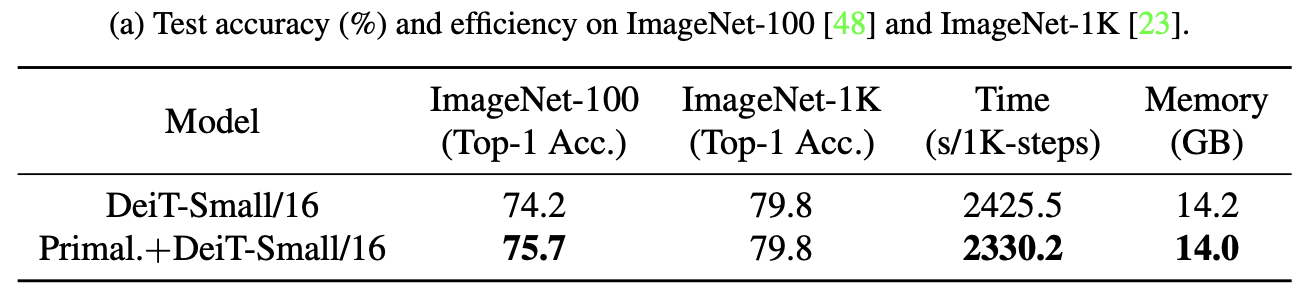 (a) Test accuracy (%) and efficiency on ImageNet-100 [48] and ImageNet-1K [23].
Model ImageNet-100 (Top-1 Acc.) ImageNet-1K (Top-1 Acc.) Time (s/1K-steps) Memory (GB)
DeiT-Small/16 74.2 79.8 2425.5 14.2
Primal.+DeiT-Small/16 75.7 79.8 2330.2 14.0